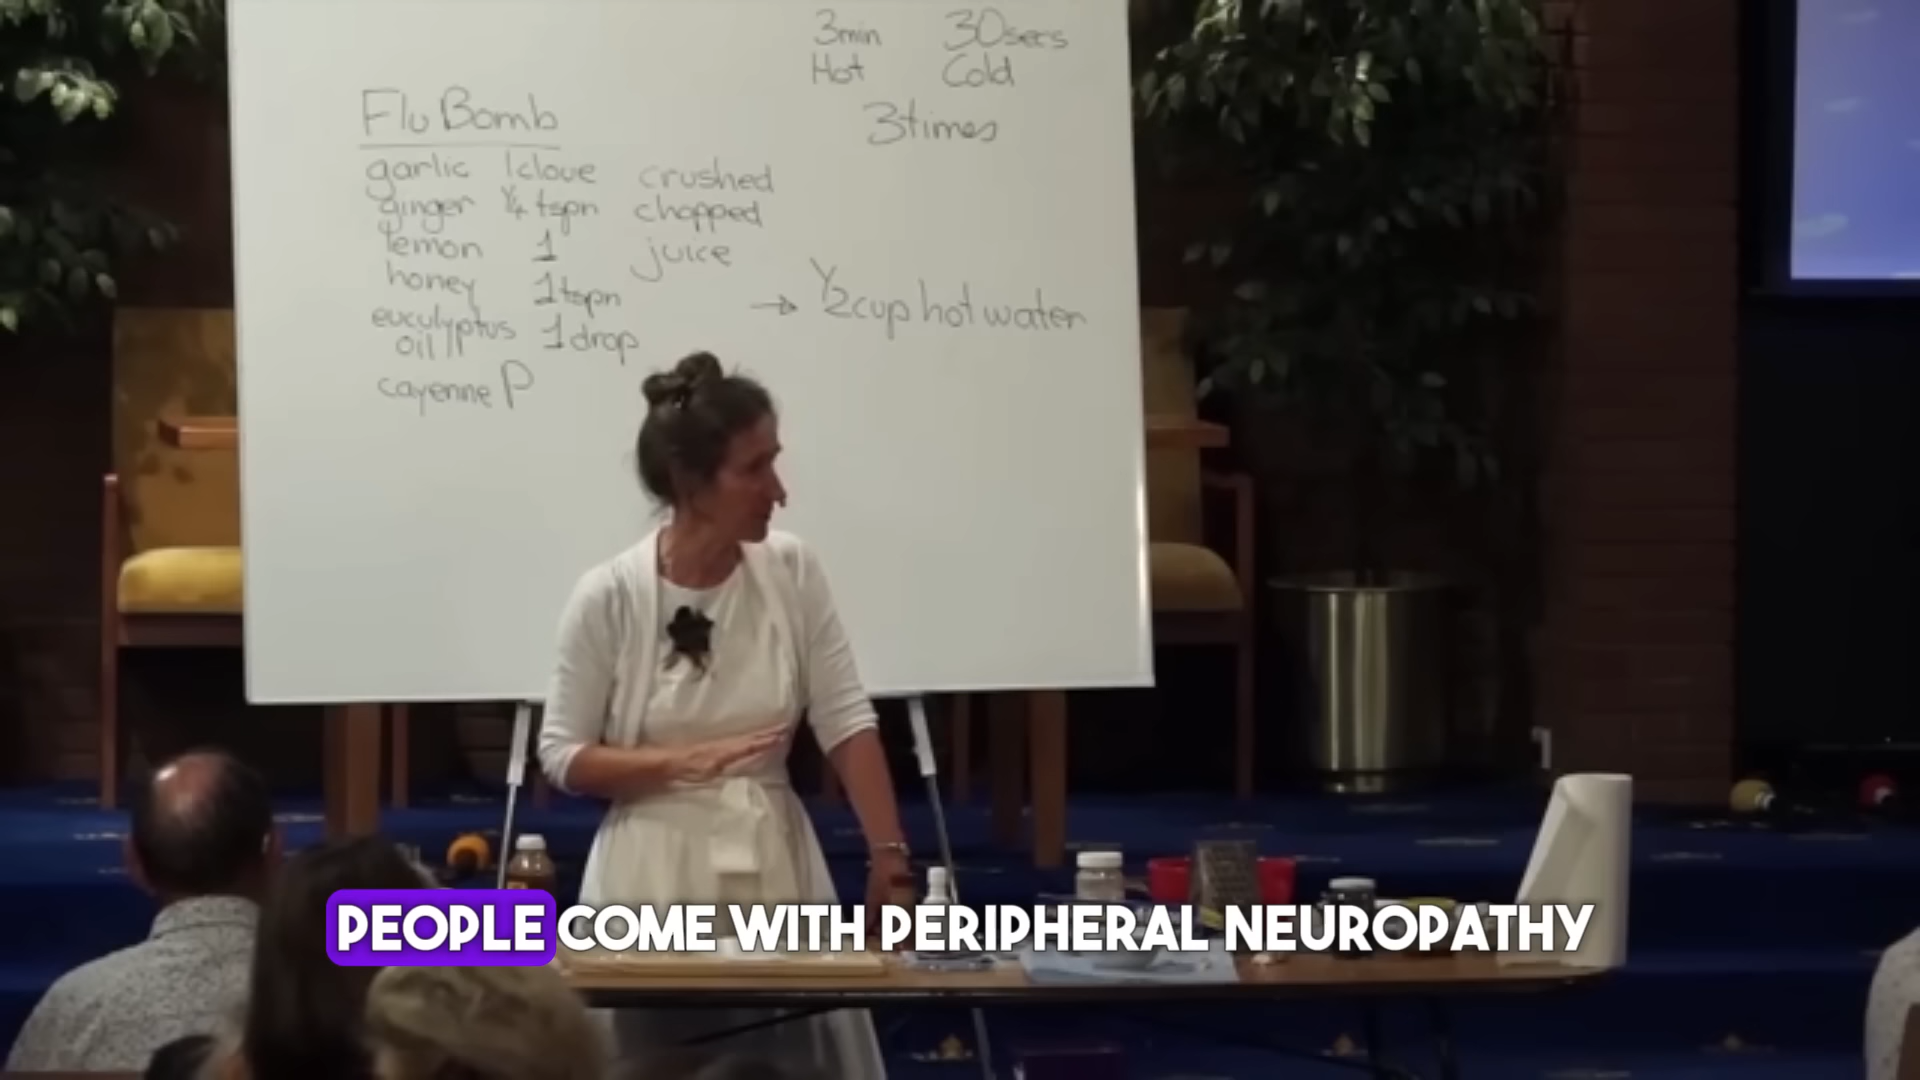 3min 30secs
Hot Cold
3times
Flu Bomb
garlic 1clove crushed
ginger 1/4 tspn chopped
lemon 1 juice
honey 1tspn
euculyptus
oil 1drop
cayenne P
→ 1/2cup hot water
PEOPLE COME WITH PERIPHERAL NEUROPATHY